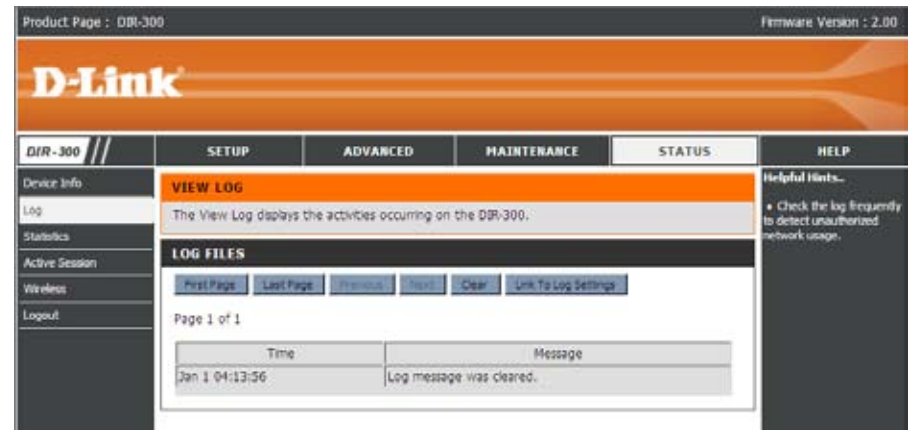 Product Page : DIR-300
Firmware Version : 2.00
D-Link
DIR-300
SETUP
ADVANCED
MAINTENANCE
STATUS
HELP
Device Info
Log
Statistics
Active Session
Wireless
Logout
VIEW LOG
The View Log displays the activities occurring on the DIR-300.
LOG FILES
First Page
Last Page
Previous
Next
Clear
Link To Log Settings
Page 1 of 1
Time
Message
Jan 1 04:13:56
Log message was cleared.
Helpful Hints..
• Check the log frequently
to detect unauthorized
network usage.